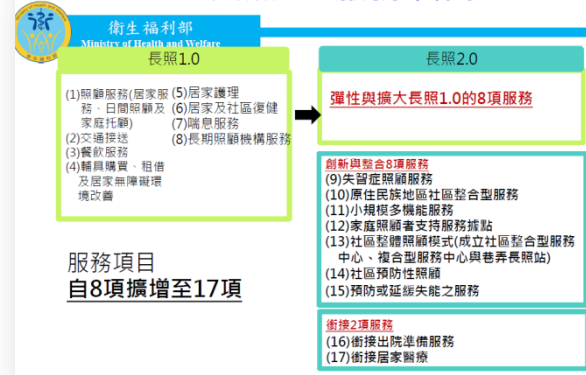 衛生福利部
Ministry of Health and Welfare
長照1.0
(1)照顧服務(居家服
務、日間照顧及
家庭托顧)
(2)交通接送
(3)餐飲服務
(4)輔具購買、租借
及居家無障礙環
境改善
(5)居家護理
(6)居家及社區復健
(7)喘息服務
(8)長期照顧機構服務
長照2.0
彈性與擴大長照1.0的8項服務
創新與整合8項服務
(9)失智症照顧服務
(10)原住民族地區社區整合型服務
(11)小規模多機能服務
(12)家庭照顧者支持服務據點
(13)社區整體照顧模式(成立社區整合型服務
中心、複合型服務中心與巷弄長照站)
(14)社區預防性照顧
(15)預防或延緩失能之服務
銜接2項服務
(16)銜接出院準備服務
(17)銜接居家醫療
服務項目
自8項擴增至17項